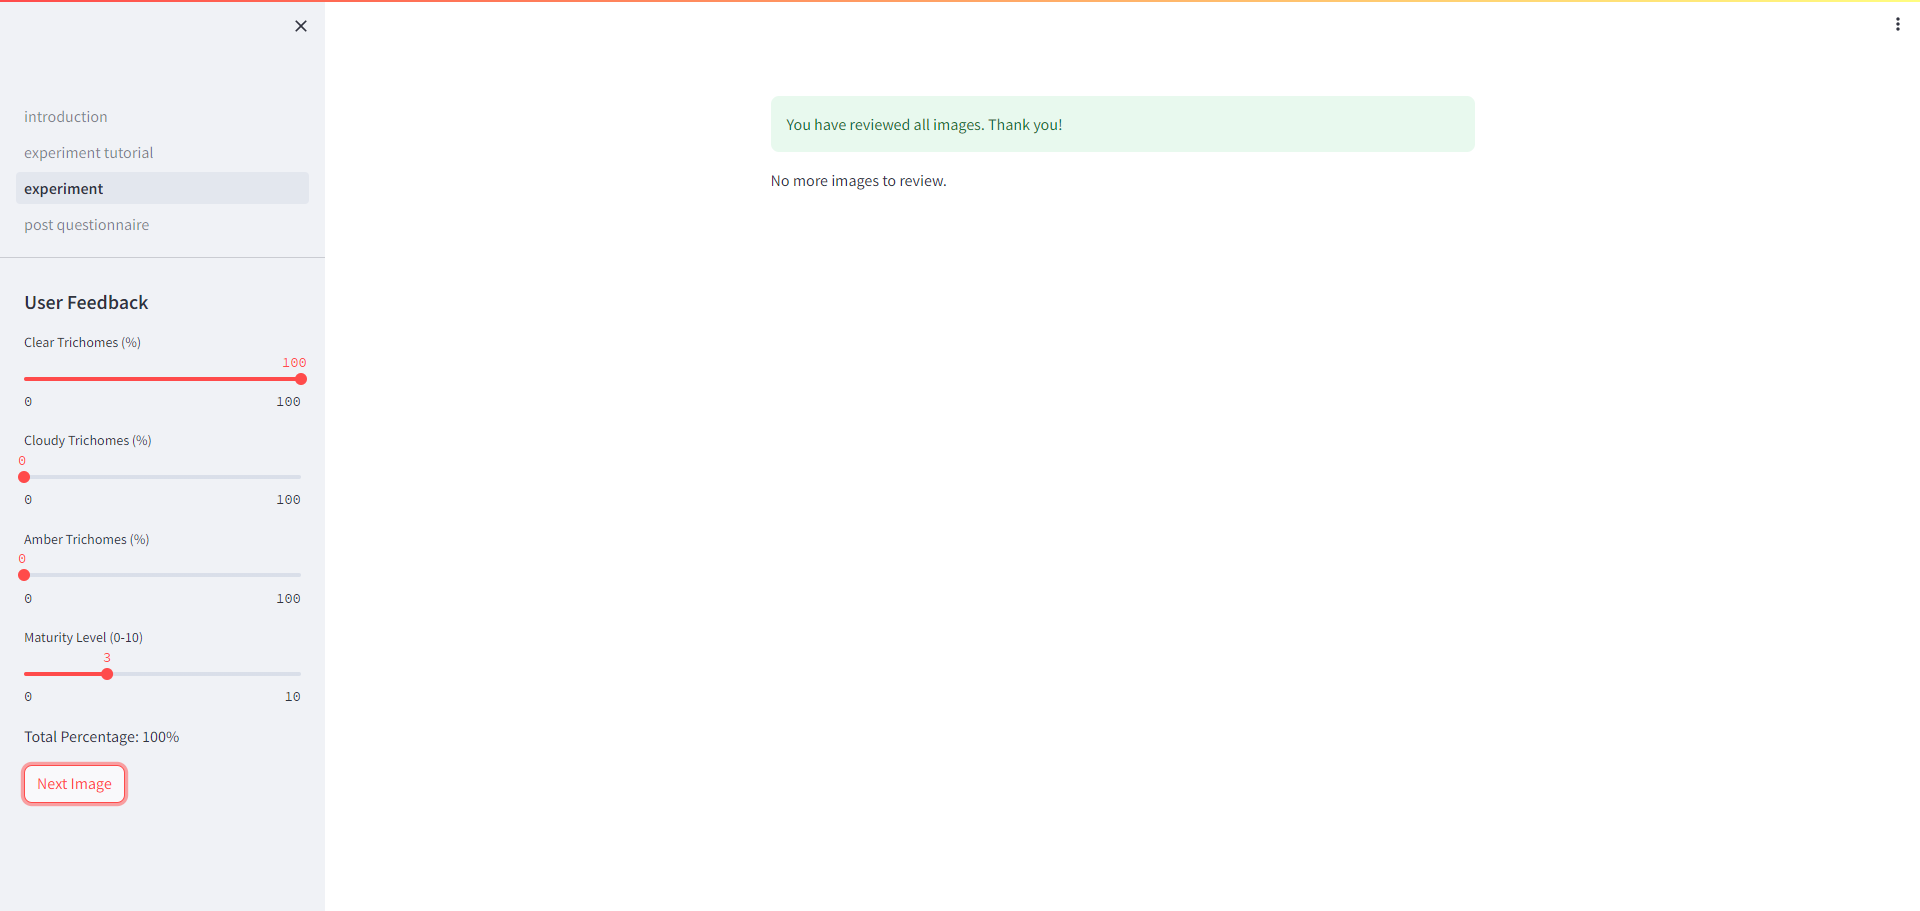 introduction
experiment tutorial
experiment
post questionnaire
User Feedback
Clear Trichomes (%)
100
0 100
Cloudy Trichomes (%)
0
0 100
Amber Trichomes (%)
0
0 100
Maturity Level (0-10)
3
0 10
Total Percentage: 100%
Next Image
You have reviewed all images. Thank you!
No more images to review.